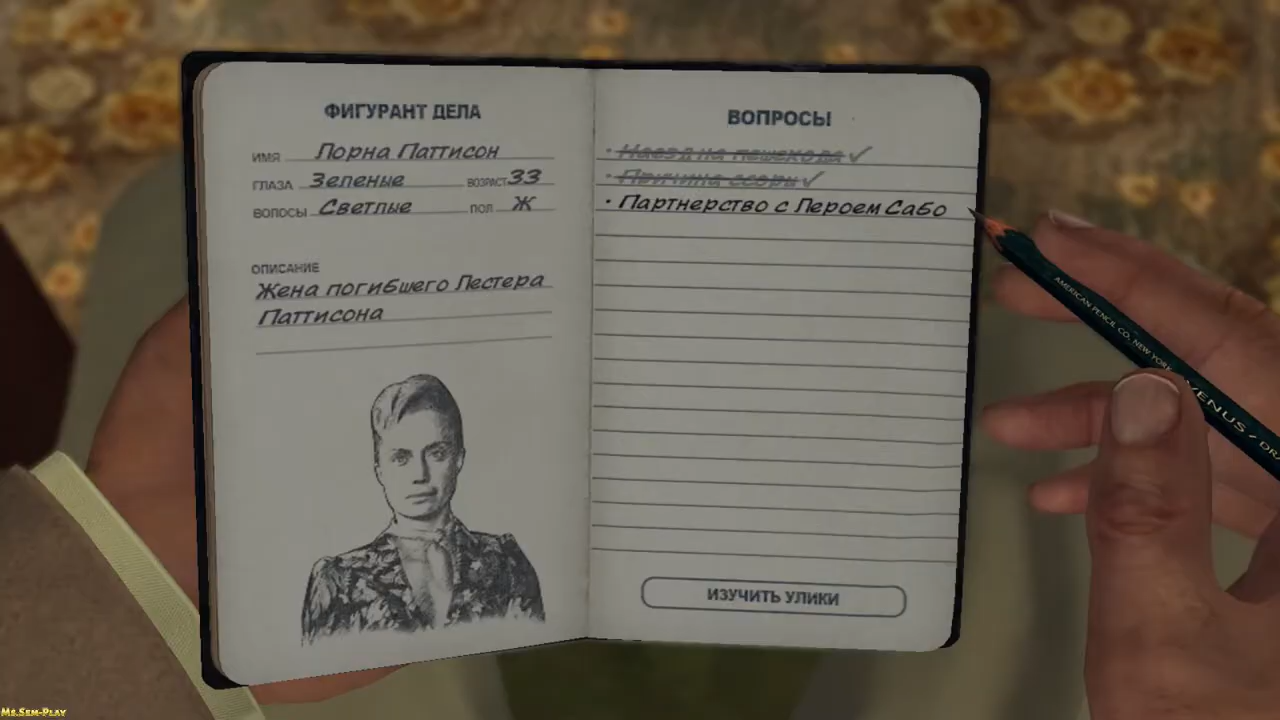 ФИГУРАНТ ДЕЛА
ИМЯ Лорна Паттисон
ГЛАЗА Зеленые ВОЗРАСТ 33
ВОЛОСЫ Светлые ПОЛ Ж
ОПИСАНИЕ
Жена погибшего Лестера
Паттисона
ВОПРОСЫ
· Наезд на пешехода ✓
· Причина ссоры ✓
· Партнерство с Лероем Сабо
ИЗУЧИТЬ УЛИКИ
AMERICAN PENCIL CO. NEW YORK
VENUS / DRA
Ms.Sem-Play